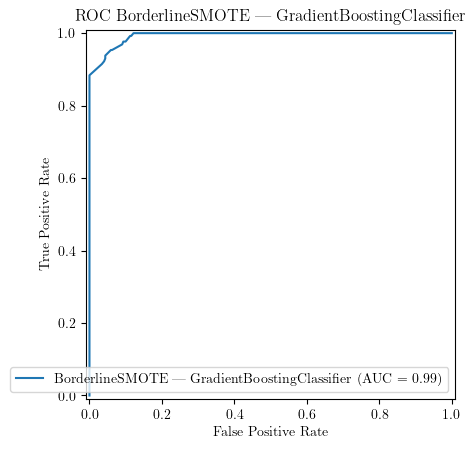 ROC BorderlineSMOTE — GradientBoostingClassifier
1.0
0.8
0.6
0.4
0.2
0.0
True Positive Rate
BorderlineSMOTE — GradientBoostingClassifier (AUC = 0.99)
0.0 0.2 0.4 0.6 0.8 1.0
False Positive Rate